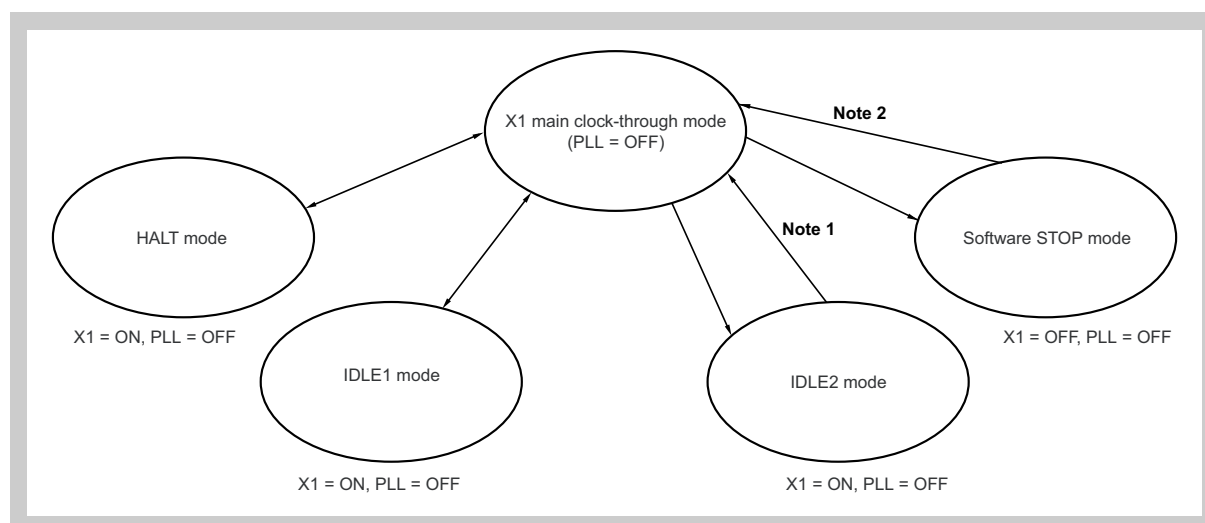 X1 main clock-through mode
(PLL = OFF)
Note 2
HALT mode
Note 1
Software STOP mode
X1 = ON, PLL = OFF
X1 = OFF, PLL = OFF
IDLE1 mode
IDLE2 mode
X1 = ON, PLL = OFF
X1 = ON, PLL = OFF